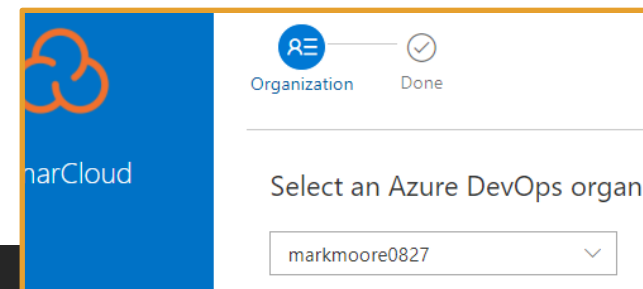 Organization
Done
narCloud
Select an Azure DevOps organ
markmoore0827